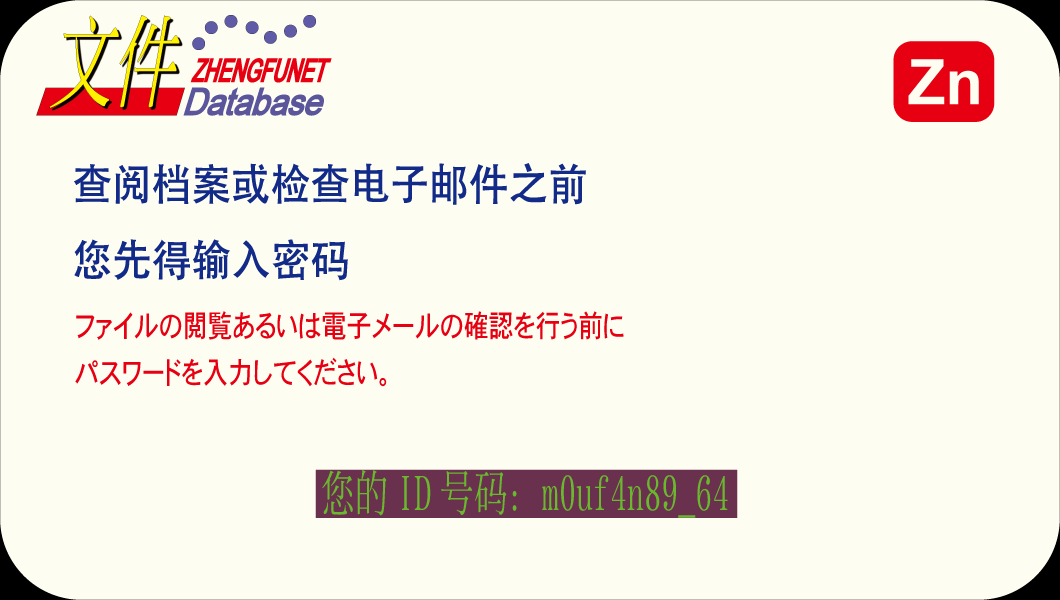 文件
ZHENGFUNET
Database
Zn
查阅档案或检查电子邮件之前
您先得输入密码
ファイルの閲覧あるいは電子メールの確認を行う前に
パスワードを入力してください。
您的 ID 号码: m0uf4n89_64